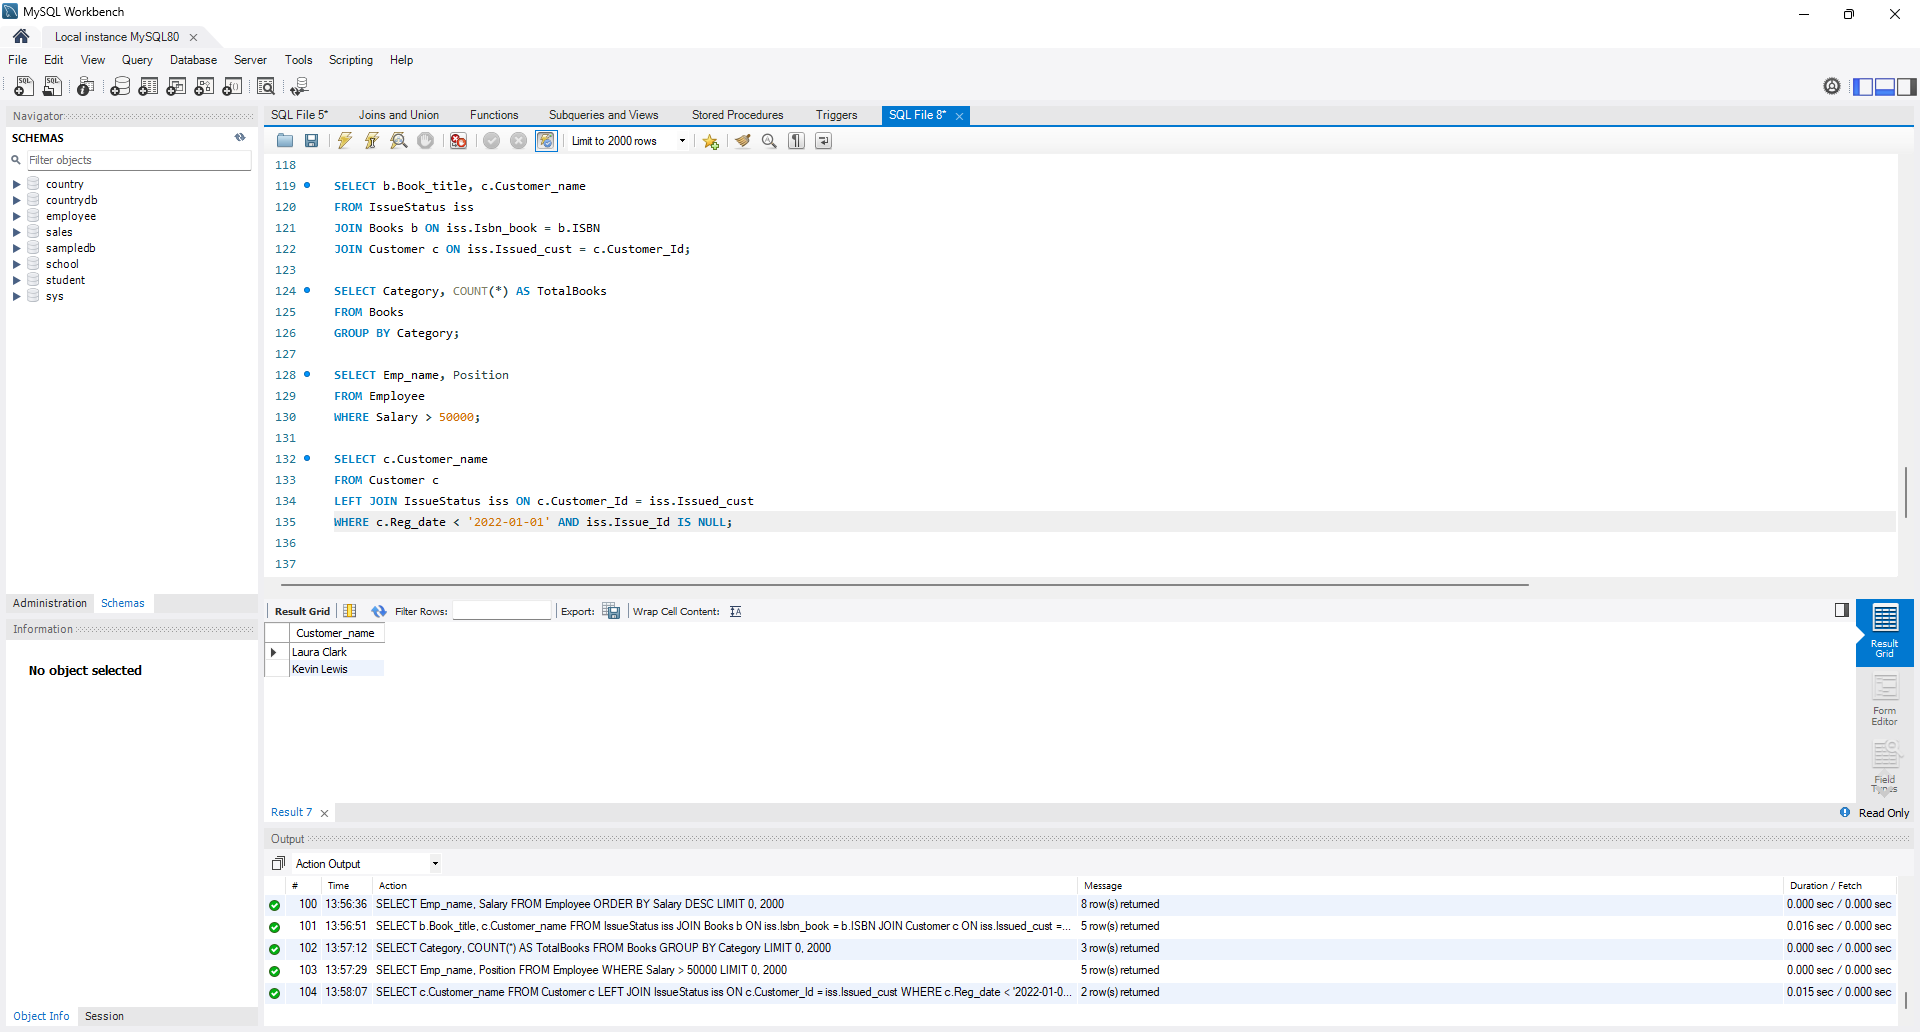 MySQL Workbench
Local instance MySQL80
File Edit View Query Database Server Tools Scripting Help
Navigator
SCHEMAS
Filter objects
country
countrydb
employee
sales
sampledb
school
student
sys
Administration Schemas
Information
No object selected
Object Info Session
SQL File 5* Joins and Union Functions Subqueries and Views Stored Procedures Triggers SQL File 8*
Limit to 2000 rows
118
119 SELECT b.Book_title, c.Customer_name
120 FROM IssueStatus iss
121 JOIN Books b ON iss.Isbn_book = b.ISBN
122 JOIN Customer c ON iss.Issued_cust = c.Customer_Id;
123
124 SELECT Category, COUNT(*) AS TotalBooks
125 FROM Books
126 GROUP BY Category;
127
128 SELECT Emp_name, Position
129 FROM Employee
130 WHERE Salary > 50000;
131
132 SELECT c.Customer_name
133 FROM Customer c
134 LEFT JOIN IssueStatus iss ON c.Customer_Id = iss.Issued_cust
135 WHERE c.Reg_date < '2022-01-01' AND iss.Issue_Id IS NULL;
136
137
Result Grid Filter Rows: Export: Wrap Cell Content:
Customer_name
Laura Clark
Kevin Lewis
Result
Grid
Form
Editor
Field
Types
Result 7
Read Only
Output
Action Output
# Time Action Message Duration / Fetch
100 13:56:36 SELECT Emp_name, Salary FROM Employee ORDER BY Salary DESC LIMIT 0, 2000 8 row(s) returned 0.000 sec / 0.000 sec
101 13:56:51 SELECT b.Book_title, c.Customer_name FROM IssueStatus iss JOIN Books b ON iss.Isbn_book = b.ISBN JOIN Customer c ON iss.Issued_cust =... 5 row(s) returned 0.016 sec / 0.000 sec
102 13:57:12 SELECT Category, COUNT(*) AS TotalBooks FROM Books GROUP BY Category LIMIT 0, 2000 3 row(s) returned 0.000 sec / 0.000 sec
103 13:57:29 SELECT Emp_name, Position FROM Employee WHERE Salary > 50000 LIMIT 0, 2000 5 row(s) returned 0.000 sec / 0.000 sec
104 13:58:07 SELECT c.Customer_name FROM Customer c LEFT JOIN IssueStatus iss ON c.Customer_Id = iss.Issued_cust WHERE c.Reg_date < '2022-01-0... 2 row(s) returned 0.015 sec / 0.000 sec